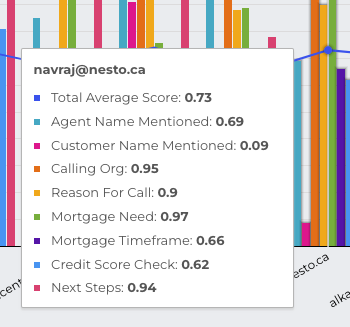 navraj@nesto.ca
Total Average Score: 0.73
Agent Name Mentioned: 0.69
Customer Name Mentioned: 0.09
Calling Org: 0.95
Reason For Call: 0.9
Mortgage Need: 0.97
Mortgage Timeframe: 0.66
Credit Score Check: 0.62
Next Steps: 0.94